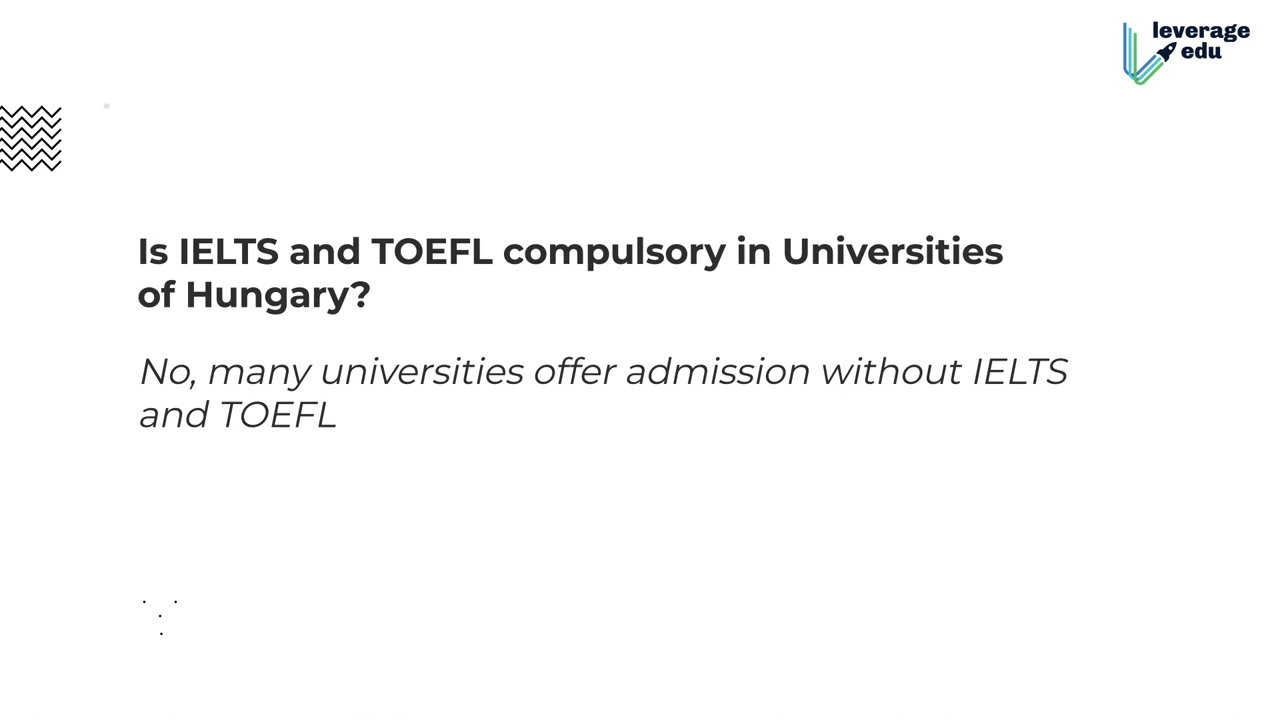 leverage
edu
Is IELTS and TOEFL compulsory in Universities
of Hungary?
No, many universities offer admission without IELTS
and TOEFL